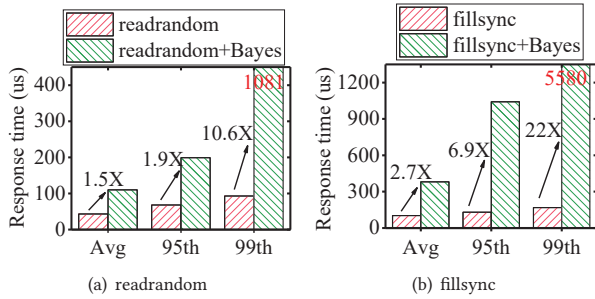 readrandom
readrandom+Bayes
Response time (us)
400
300
200
100
0
1081
1.5X
1.9X
10.6X
Avg 95th 99th
(a) readrandom
fillsync
fillsync+Bayes
Response time (us)
1200
900
600
300
0
5580
2.7X
6.9X
22X
Avg 95th 99th
(b) fillsync